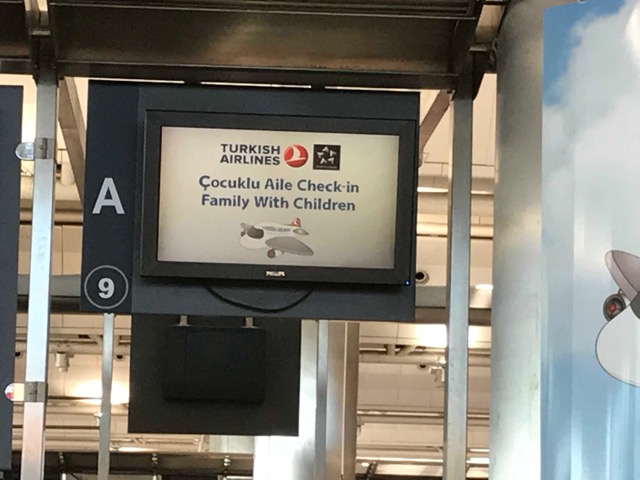 TURKISH
AIRLINES
Çocuklu Aile Check-in
Family With Children
A
9
PHILIPS